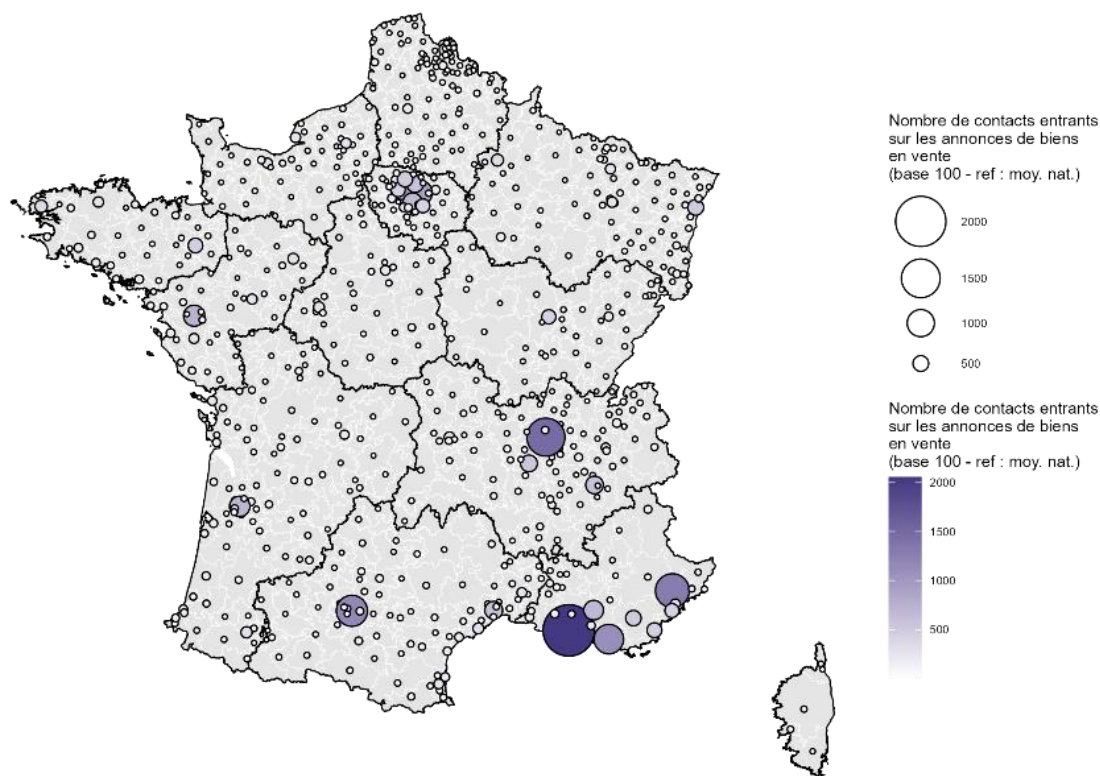 Nombre de contacts entrants
sur les annonces de biens
en vente
(base 100 - ref : moy. nat.)
2000
1500
1000
500
Nombre de contacts entrants
sur les annonces de biens
en vente
(base 100 - ref : moy. nat.)
2000
1500
1000
500